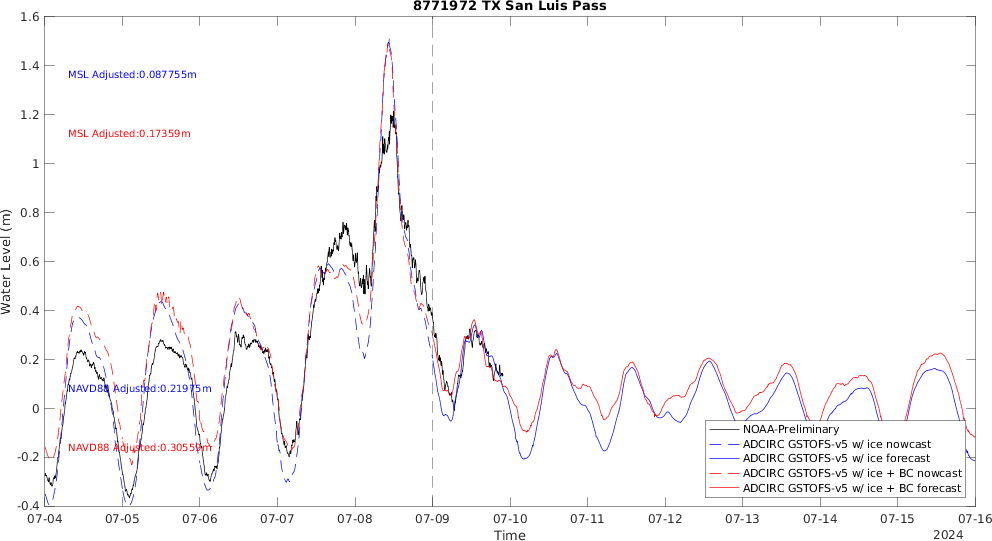 8771972 TX San Luis Pass
1.6
1.4
1.2
1
0.8
0.6
0.4
0.2
0
-0.2
-0.4
Water Level (m)
MSL Adjusted:0.087755m
MSL Adjusted:0.17359m
NAVD88 Adjusted:0.21975m
NAVD88 Adjusted:0.30559m
NOAA-Preliminary
ADCIRC GSTOFS-v5 w/ ice nowcast
ADCIRC GSTOFS-v5 w/ ice forecast
ADCIRC GSTOFS-v5 w/ ice + BC nowcast
ADCIRC GSTOFS-v5 w/ ice + BC forecast
07-04 07-05 07-06 07-07 07-08 07-09 07-10 07-11 07-12 07-13 07-14 07-15 07-16
Time
2024